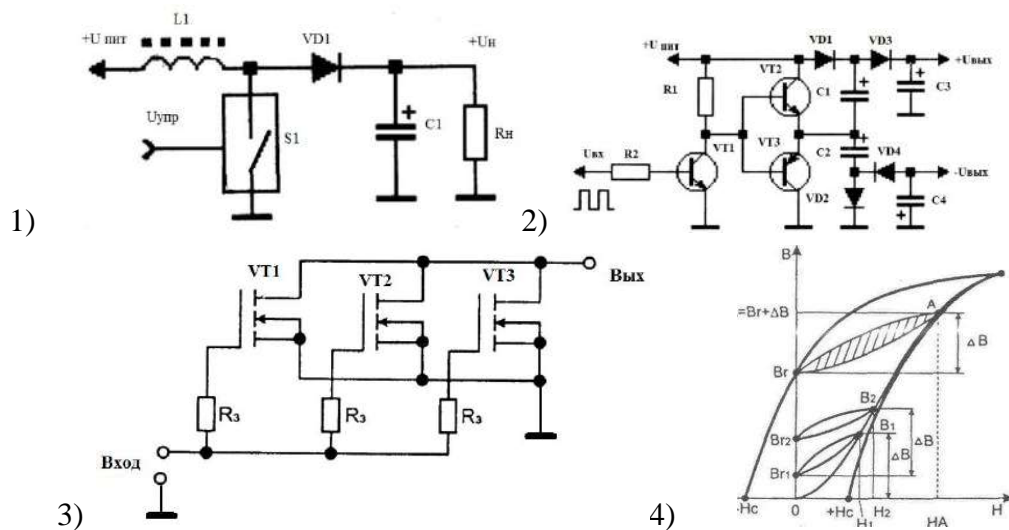 L1
+U пит
VD1
+Uн
Uупр
S1
C1
+
Rн
1)
+U пит
VD1
VD3
+Uвых
VT2
R1
C1
+
+
C3
Uвх
R2
VT1
VT3
C2
+
VD4
-Uвых
VD2
C4
+
2)
VT1
VT2
VT3
Вых
Rз
Rз
Rз
Вход
3)
B
=Br+ΔB
A
ΔB
Br
B2
Br2
B1
ΔB
ΔB
Br1
-Hc
0
+Hc
H1
H2
HA
H
4)